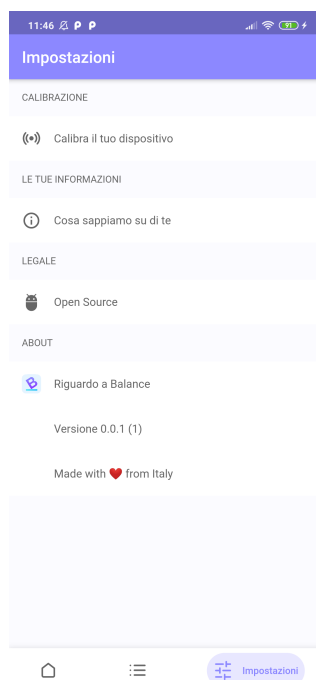 11:46
91
Impostazioni
CALIBRAZIONE
Calibra il tuo dispositivo
LE TUE INFORMAZIONI
Cosa sappiamo su di te
LEGALE
Open Source
ABOUT
Riguardo a Balance
Versione 0.0.1 (1)
Made with ❤️ from Italy
Impostazioni